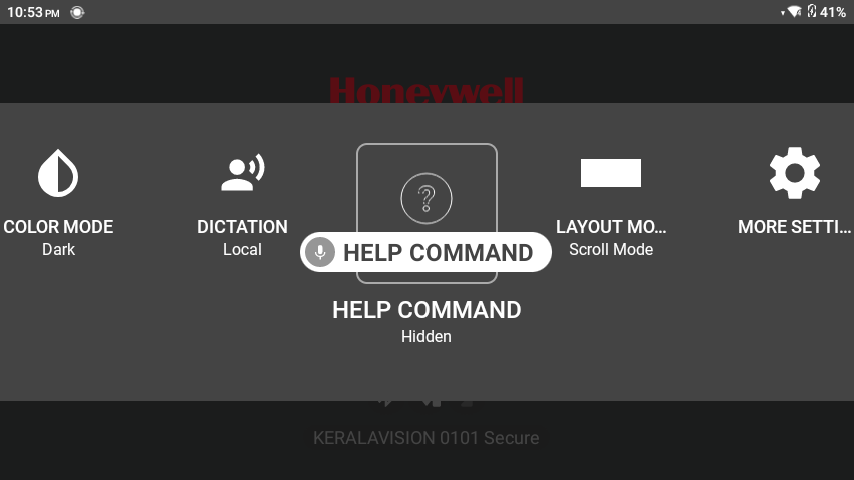 10:53 PM
41%
Honeywell
COLOR MODE
Dark
DICTATION
Local
HELP COMMAND
HELP COMMAND
Hidden
LAYOUT MO...
Scroll Mode
MORE SETTI...
KERALAVISION 0101 Secure